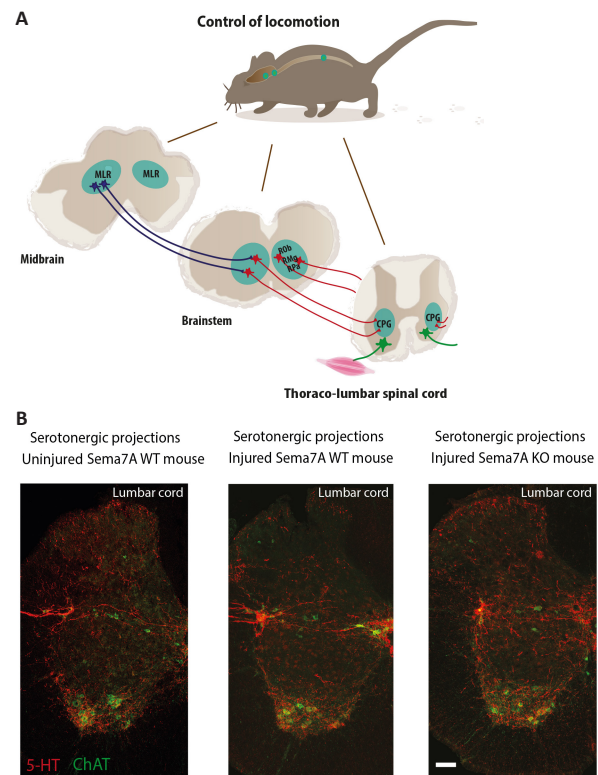 A
Control of locomotion
MLR
MLR
Midbrain
ROb
RMg
RPa
Brainstem
CPG
CPG
Thoraco-lumbar spinal cord
B
Serotonergic projections
Uninjured Sema7A WT mouse
Serotonergic projections
Injured Sema7A WT mouse
Serotonergic projections
Injured Sema7A KO mouse
Lumbar cord
Lumbar cord
Lumbar cord
5-HT/ChAT